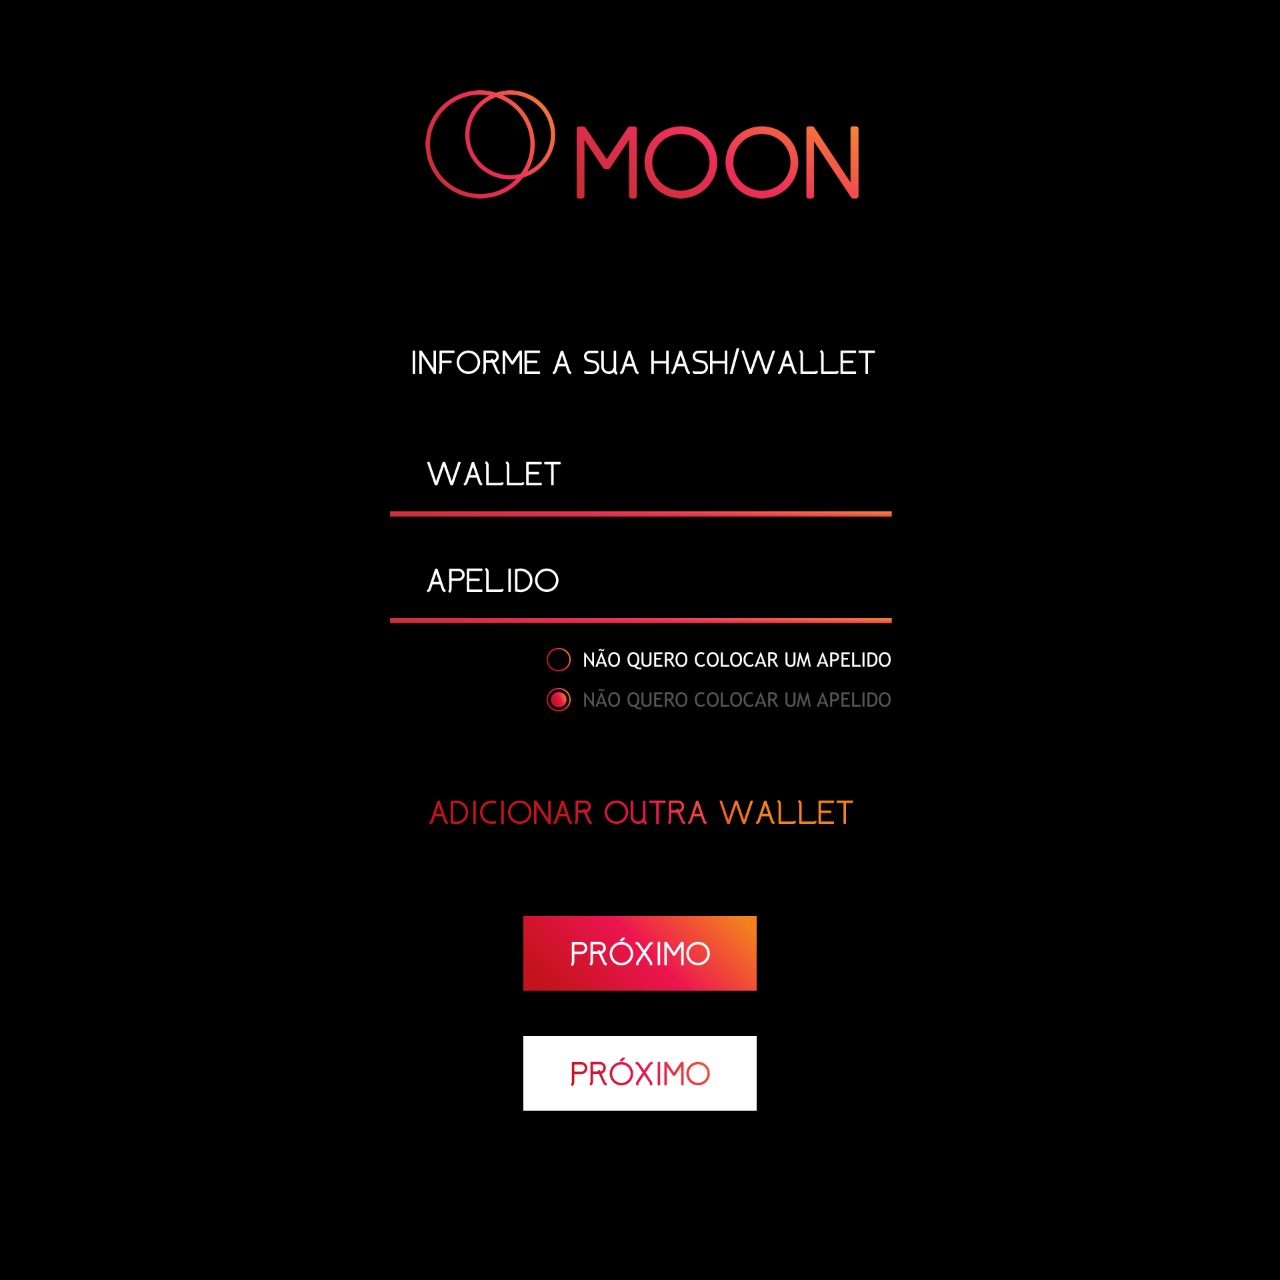 MOON
INFORME A SUA HASH/WALLET
WALLET
APELIDO
NÃO QUERO COLOCAR UM APELIDO
NÃO QUERO COLOCAR UM APELIDO
ADICIONAR OUTRA WALLET
PRÓXIMO
PRÓXIMO